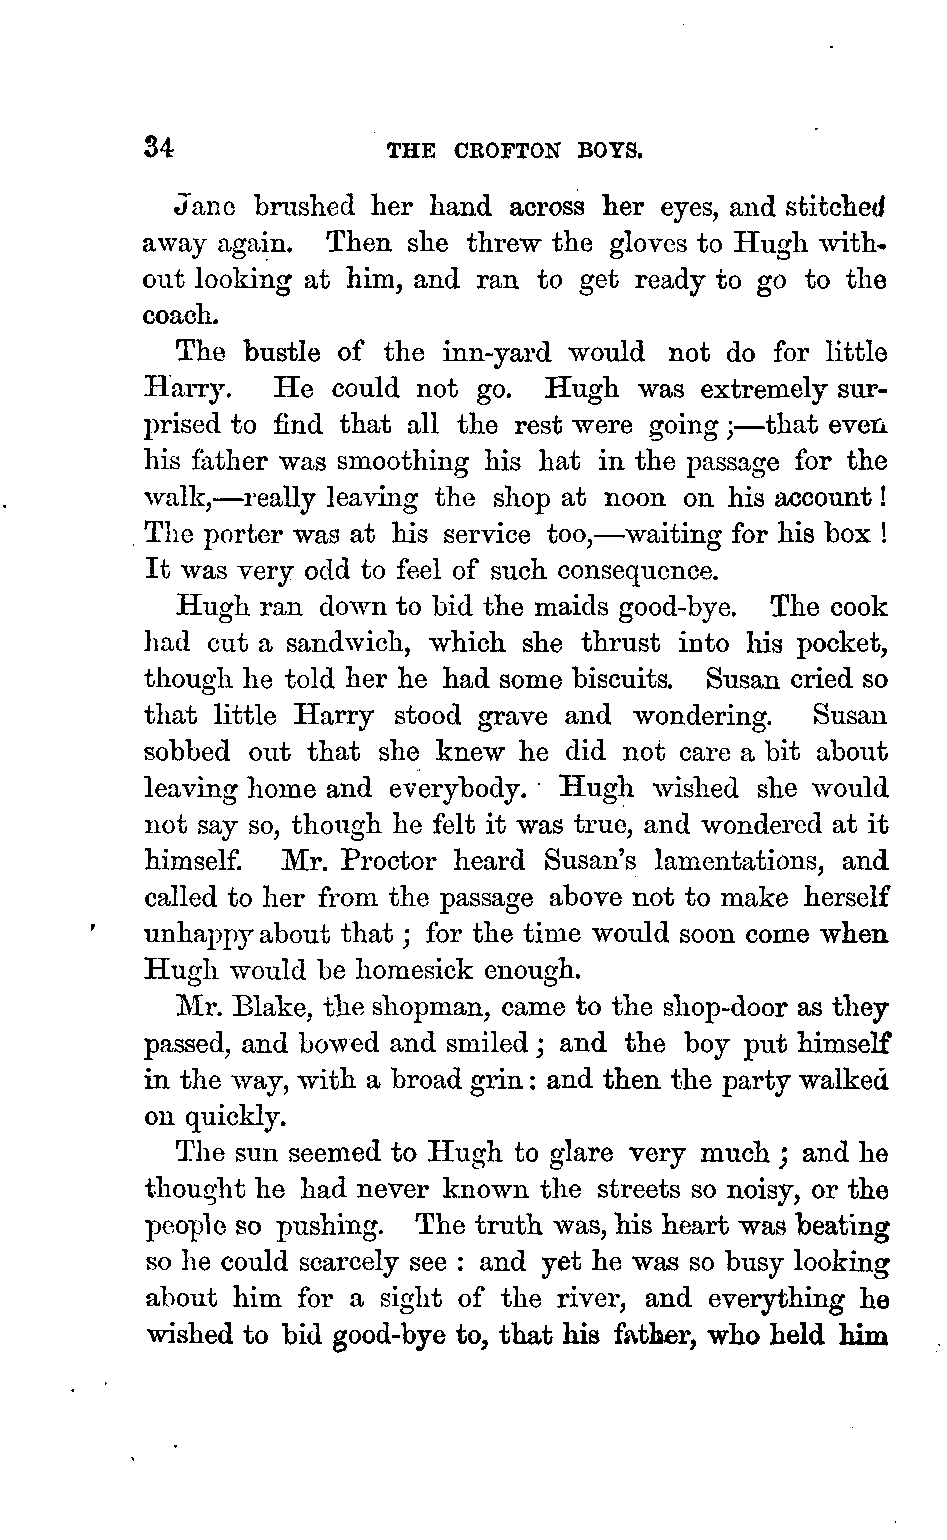 34 THE CROFTON BOYS.
Jane brushed her hand across her eyes, and stitched
away again. Then she threw the gloves to Hugh with-
out looking at him, and ran to get ready to go to the
coach.
The bustle of the inn-yard would not do for little
Harry. He could not go. Hugh was extremely sur-
prised to find that all the rest were going;—that even
his father was smoothing his hat in the passage for the
walk,—really leaving the shop at noon on his account!
The porter was at his service too,—waiting for his box!
It was very odd to feel of such consequence.
Hugh ran down to bid the maids good-bye. The cook
had cut a sandwich, which she thrust into his pocket,
though he told her he had some biscuits. Susan cried so
that little Harry stood grave and wondering. Susan
sobbed out that she knew he did not care a bit about
leaving home and everybody. Hugh wished she would
not say so, though he felt it was true, and wondered at it
himself. Mr. Proctor heard Susan's lamentations, and
called to her from the passage above not to make herself
unhappy about that; for the time would soon come when
Hugh would be homesick enough.
Mr. Blake, the shopman, came to the shop-door as they
passed, and bowed and smiled; and the boy put himself
in the way, with a broad grin: and then the party walked
on quickly.
The sun seemed to Hugh to glare very much; and he
thought he had never known the streets so noisy, or the
people so pushing. The truth was, his heart was beating
so he could scarcely see: and yet he was so busy looking
about him for a sight of the river, and everything he
wished to bid good-bye to, that his father, who held him